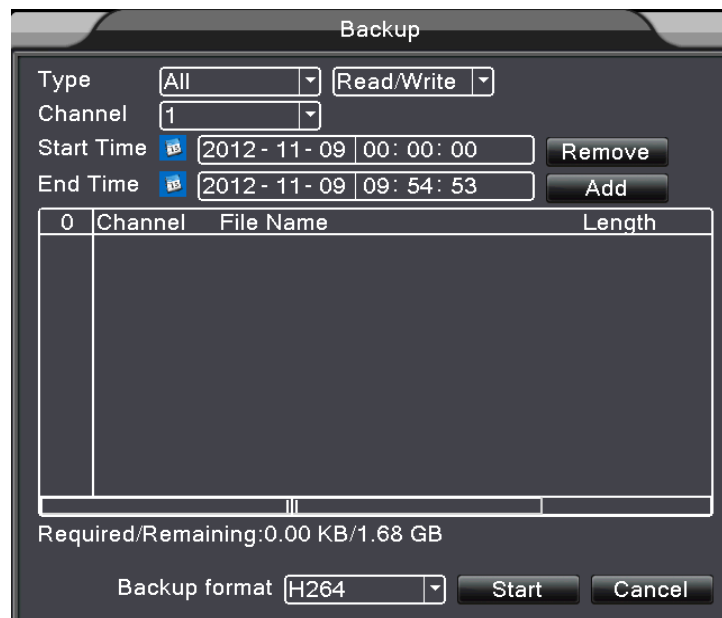 Backup
Type All Read/Write
Channel 1
Start Time 15 2012-11-09 00:00:00 Remove
End Time 15 2012-11-09 09:54:53 Add
0 Channel File Name Length
Required/Remaining:0.00 KB/1.68 GB
Backup format H264 Start Cancel